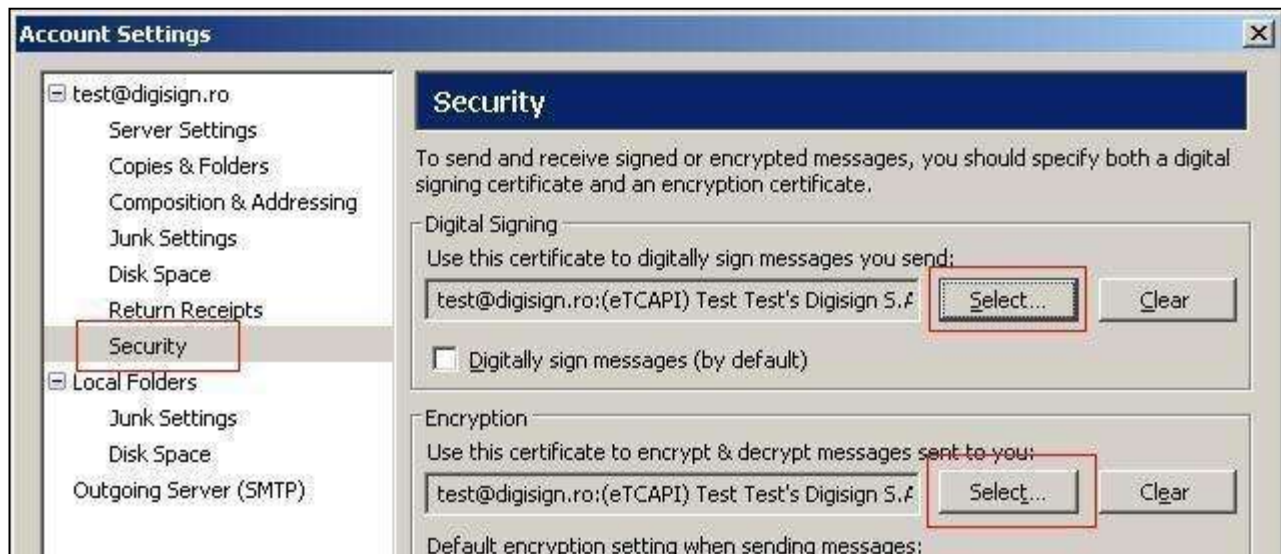 Account Settings
test@digisign.ro
Server Settings
Copies & Folders
Composition & Addressing
Junk Settings
Disk Space
Return Receipts
Security
Local Folders
Junk Settings
Disk Space
Outgoing Server (SMTP)
Security
To send and receive signed or encrypted messages, you should specify both a digital
signing certificate and an encryption certificate.
Digital Signing
Use this certificate to digitally sign messages you send:
test@digisign.ro:(eTCAPI) Test Test's Digisign S.A
Select...
Clear
Digitally sign messages (by default)
Encryption
Use this certificate to encrypt & decrypt messages sent to you:
test@digisign.ro:(eTCAPI) Test Test's Digisign S.A
Select...
Clear
Default encryption setting when sending messages: